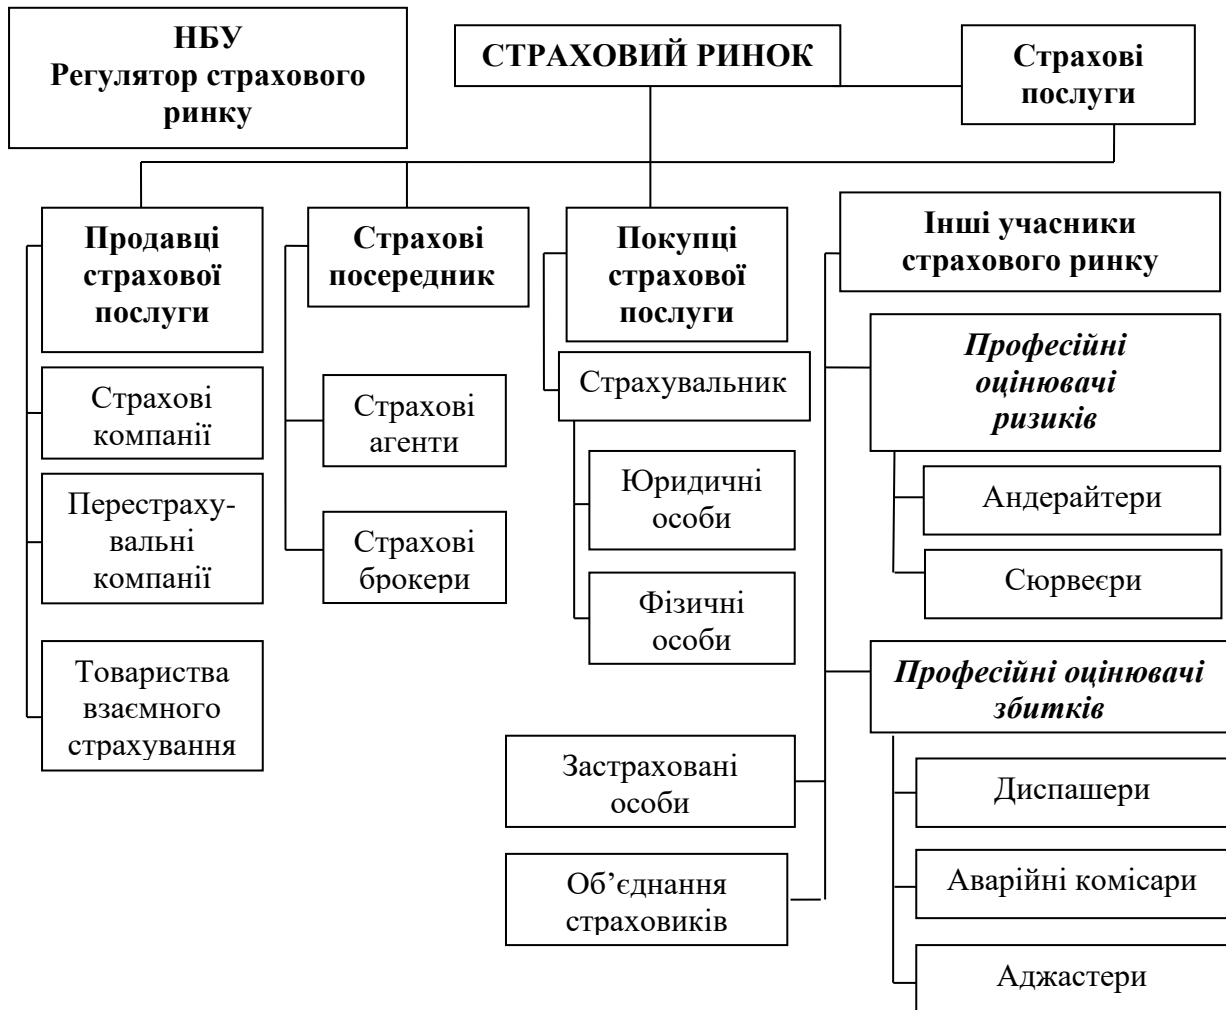 НБУ
Регулятор страхового
ринку
СТРАХОВИЙ РИНОК
Страхові
послуги
Продавці
страхової
послуги
Страхові
посередник
Покупці
страхової
послуги
Інші учасники
страхового ринку
Страхові
компанії
Перестраху-
вальні
компанії
Товариства
взаємного
страхування
Страхові
агенти
Страхові
брокери
Страхувальник
Юридичні
особи
Фізичні
особи
Застраховані
особи
Об’єднання
страховиків
Професійні
оцінювачі
ризиків
Андерайтери
Сюрвеєри
Професійні оцінювачі
збитків
Диспашери
Аварійні комісари
Аджастери